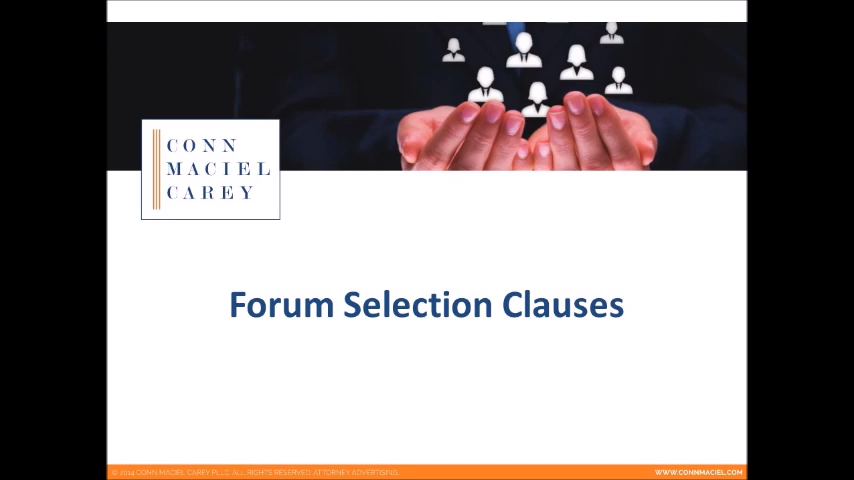 CONN
MACIEL
CAREY
Forum Selection Clauses
© 2014 CONN MACIEL CAREY PLLC. ALL RIGHTS RESERVED. ATTORNEY ADVERTISING.
WWW.CONNMACIEL.COM